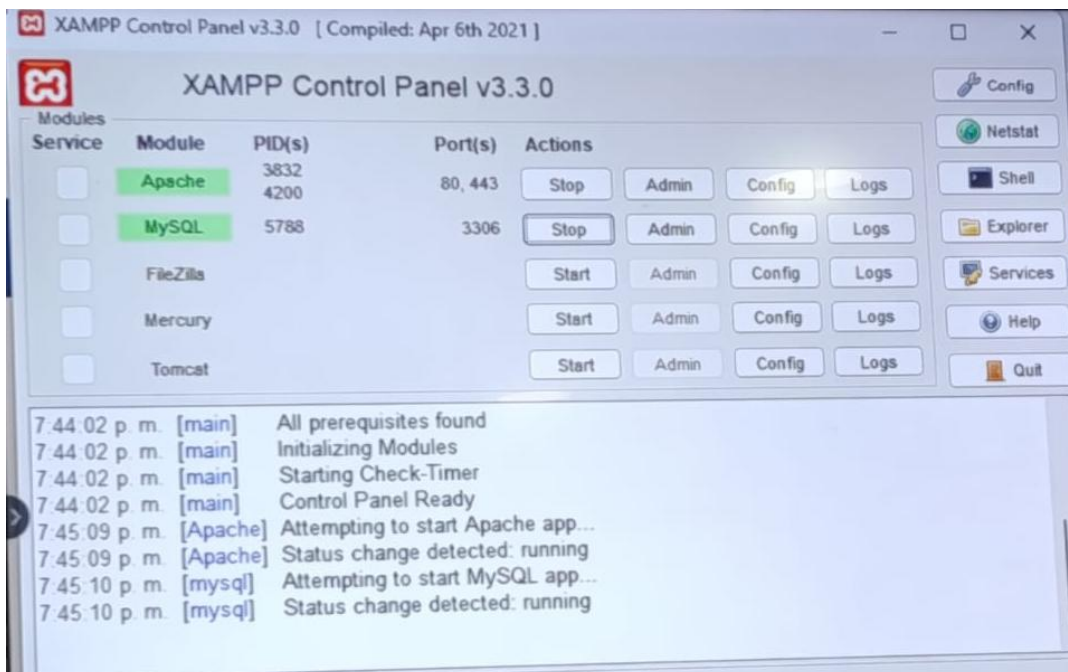 XAMPP Control Panel v3.3.0 [ Compiled: Apr 6th 2021 ]
XAMPP Control Panel v3.3.0
Config
Modules
Service Module PID(s) Port(s) Actions
Netstat
Apache 3832 4200 80, 443 Stop Admin Config Logs
Shell
MySQL 5788 3306 Stop Admin Config Logs
Explorer
FileZilla Start Admin Config Logs
Services
Mercury Start Admin Config Logs
Help
Tomcat Start Admin Config Logs
Quit
7:44:02 p. m. [main] All prerequisites found
7:44:02 p. m. [main] Initializing Modules
7:44:02 p. m. [main] Starting Check-Timer
7:44:02 p. m. [main] Control Panel Ready
7:45:09 p. m. [Apache] Attempting to start Apache app...
7:45:09 p. m. [Apache] Status change detected: running
7:45:10 p. m. [mysql] Attempting to start MySQL app...
7:45:10 p. m. [mysql] Status change detected: running